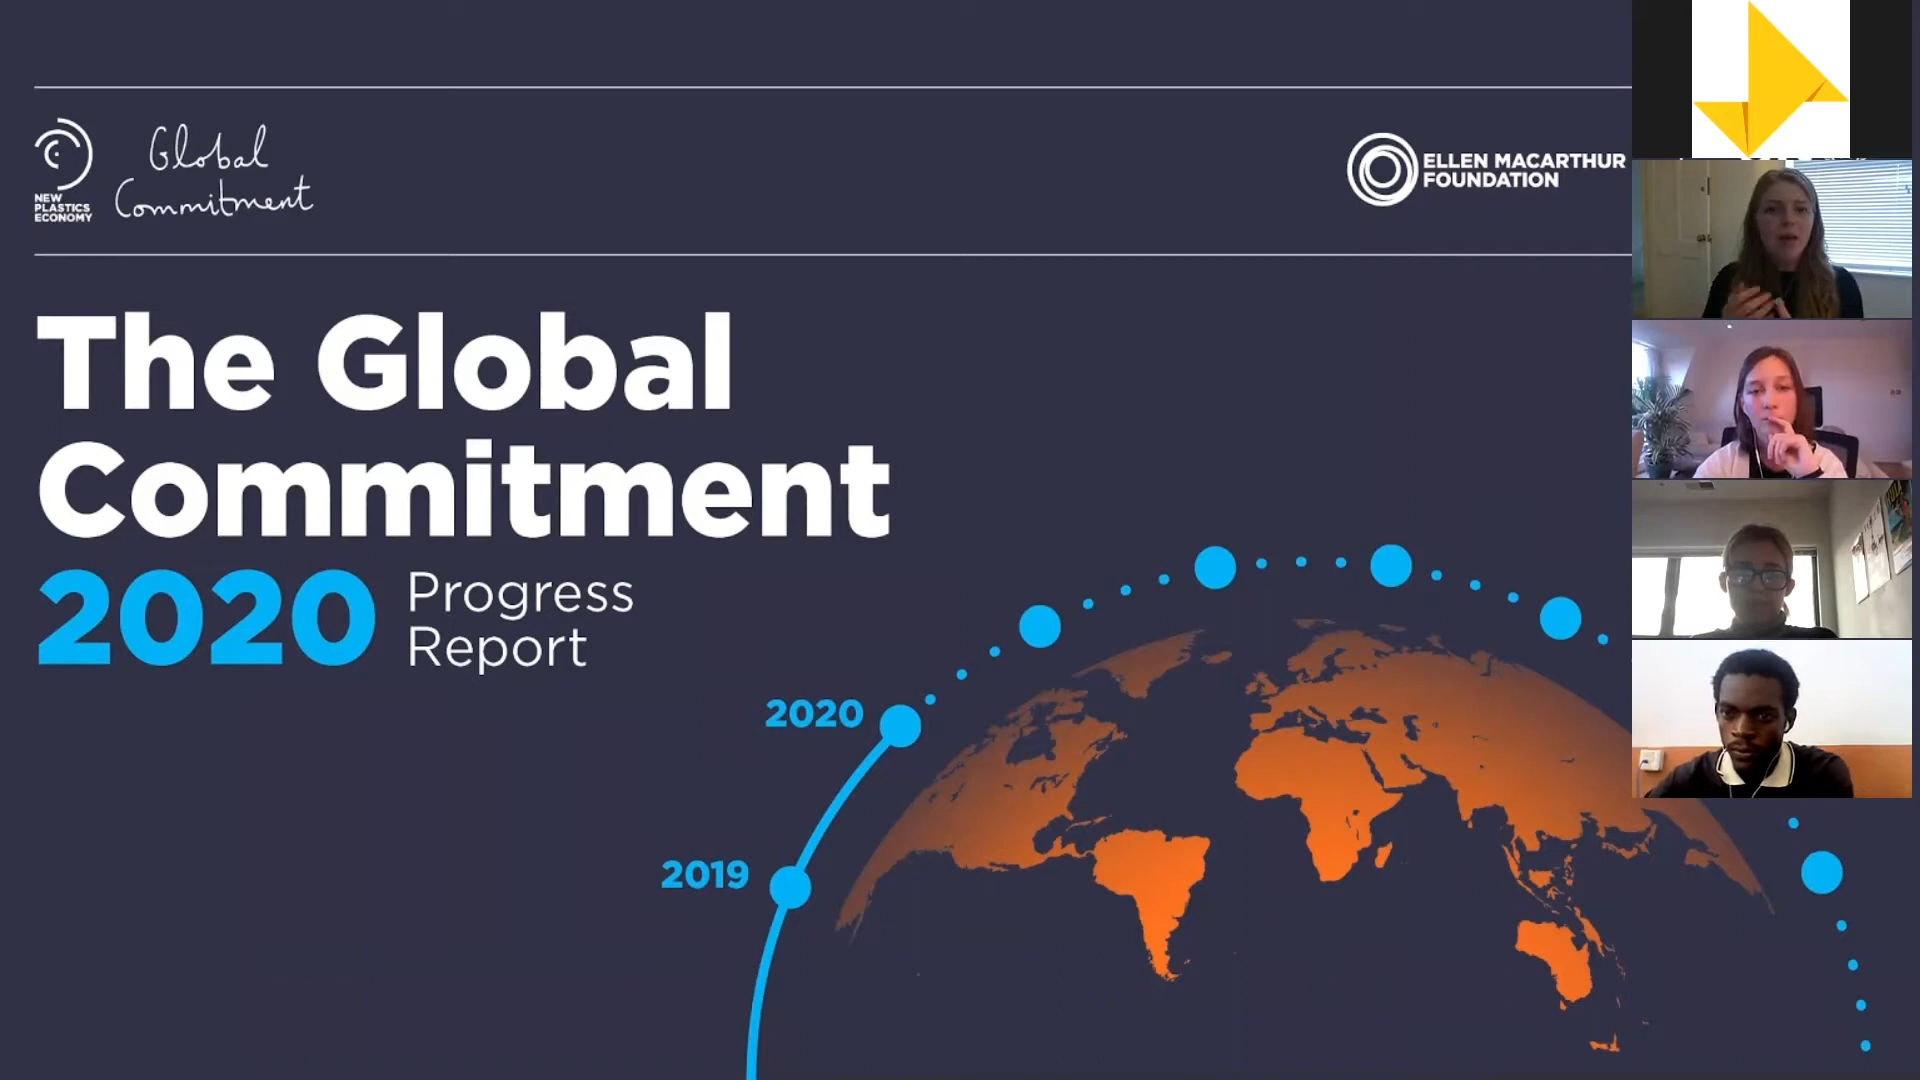 NEW
PLASTICS
ECONOMY
Global
Commitment
ELLEN MACARTHUR
FOUNDATION
The Global
Commitment
2020 Progress
Report
2020
2019